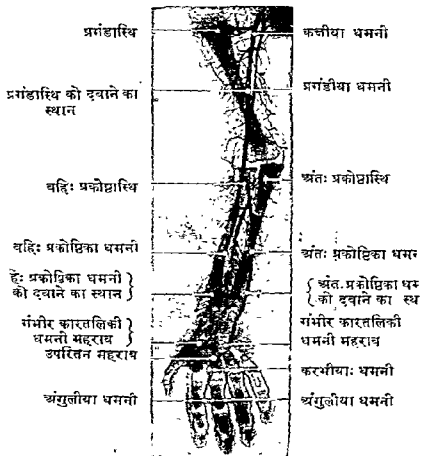 प्रगंडास्थि
कक्षीया धमनी
प्रगंडास्थि को दबाने का
स्थान
प्रगंडीया धमनी
बहिः प्रकोष्ठास्थि
अंतः प्रकोष्ठास्थि
बहिः प्रकोष्ठिका धमनी
अंतः प्रकोष्ठिका धमन
हिः प्रकोष्ठिका धमनी
को दबाने का स्थान
अंतः प्रकोष्ठिका धम
को दबाने का स्थ
गंभीर कारतलिकी
धमनी महराब
उपरितन महराब
गंभीर कारतलिकी
धमनी महराब
करभीयाः धमनी
अंगुलीया धमनी
अंगुलीया धमनी